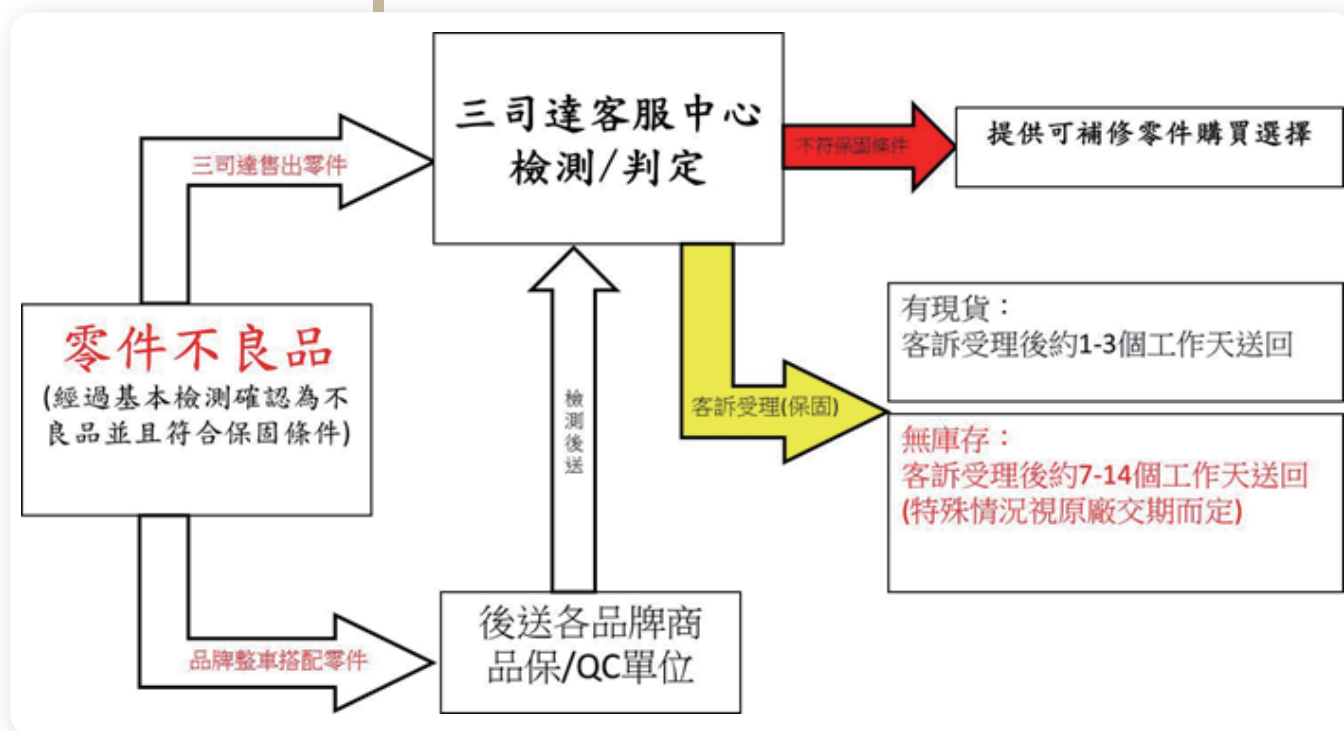 三司達客服中心
檢測/判定
不符保固條件
提供可補修零件購買選擇
三司達售出零件
零件不良品
(經過基本檢測確認為不
良品並且符合保固條件)
檢測後送
客訴受理(保固)
有現貨：
客訴受理後約1-3個工作天送回
無庫存：
客訴受理後約7-14個工作天送回
(特殊情況視原廠交期而定)
品牌整車搭配零件
後送各品牌商
品保/QC單位